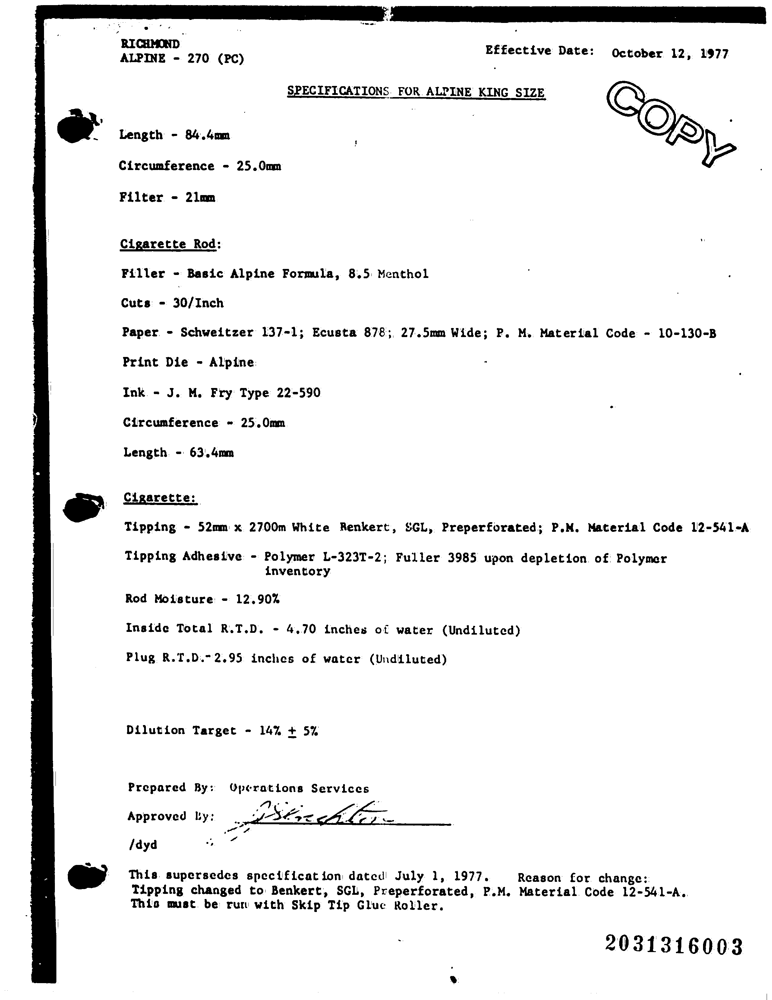 RICHMOND
ALPINE - 270 (PC)
Effective Date: October 12, 1977
SPECIFICATIONS FOR ALPINE KING SIZE
COPY
Length - 84.4mm
Circumference - 25.0mm
Filter - 21mm
Cigarette Rod:
Filler - Basic Alpine Formula, 8.5 Menthol
Cuts - 30/Inch
Paper - Schweitzer 137-1; Ecusta 878; 27.5mm Wide; P. M. Material Code - 10-130-B
Print Die - Alpine
Ink - J. M. Fry Type 22-590
Circumference - 25.0mm
Length - 63.4mm
Cigarette:
Tipping - 52mm x 2700m White Benkert, SGL, Preperforated; P.M. Material Code 12-541-A
Tipping Adhesive - Polymer L-323T-2; Fuller 3985 upon depletion of Polymer
inventory
Rod Moisture - 12.90%
Inside Total R.T.D. - 4.70 inches of water (Undiluted)
Plug R.T.D.-2.95 inches of water (Undiluted)
Dilution Target - 14% ± 5%
Prepared By: Operations Services
Approved By:
/dyd
This supersedes specification dated July 1, 1977. Reason for change:
Tipping changed to Benkert, SGL, Preperforated, P.M. Material Code 12-541-A.
This must be run with Skip Tip Glue Roller.
2031316003